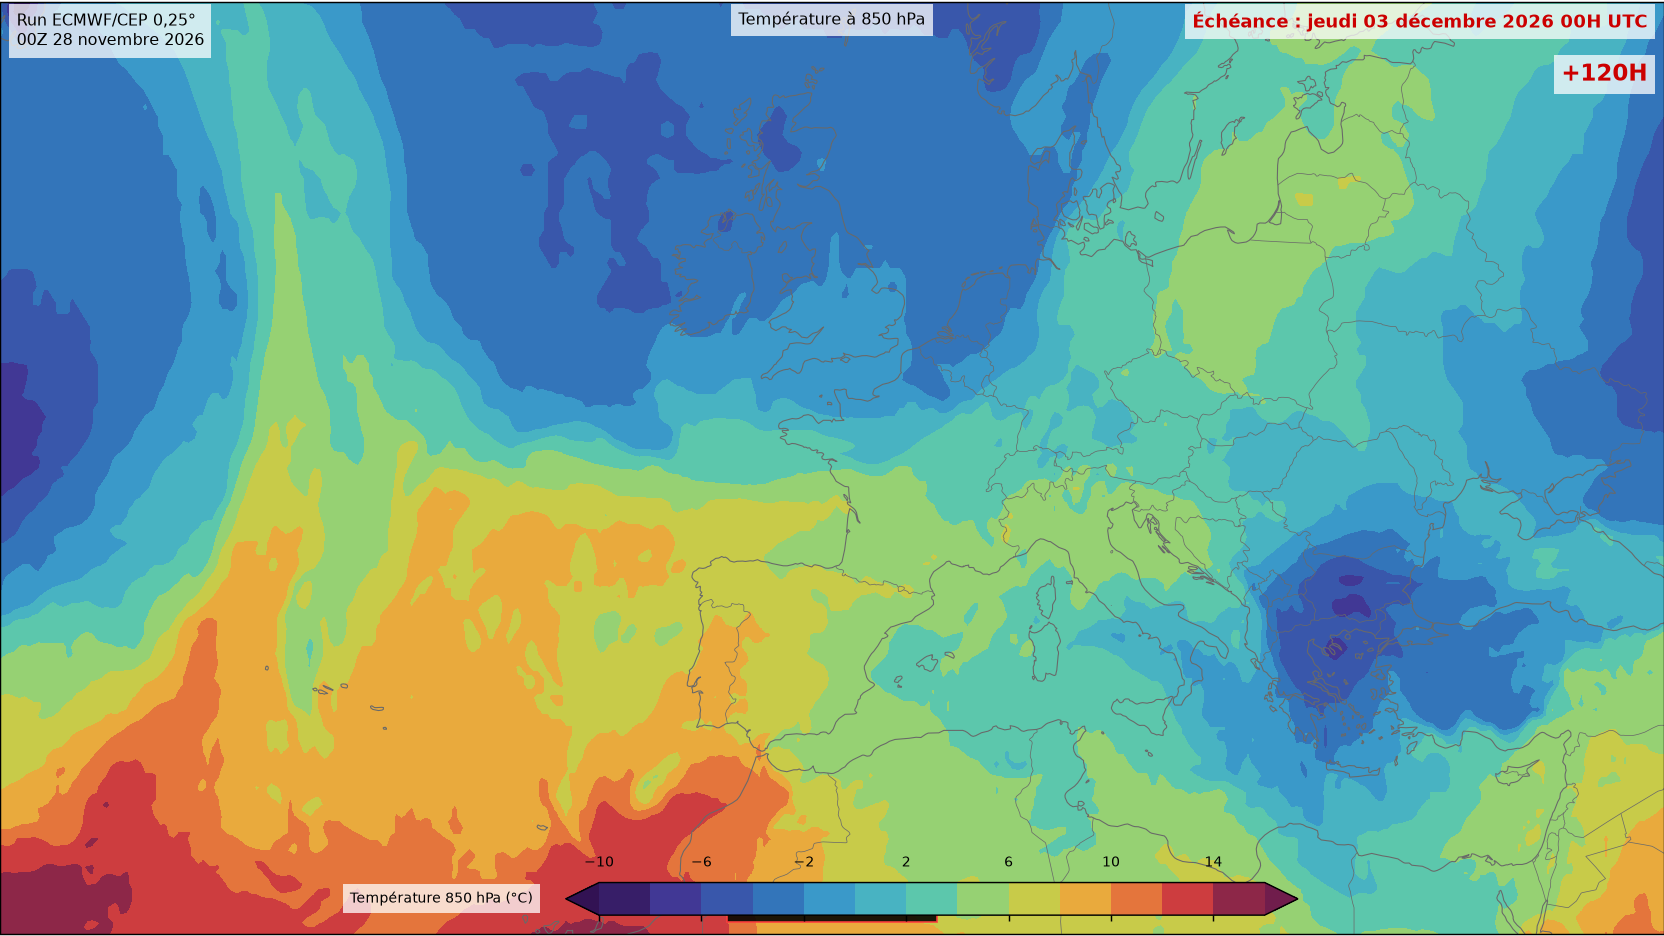 Run ECMWF/CEP 0,25°
00Z 28 novembre 2026
Température à 850 hPa
Échéance : jeudi 03 décembre 2026 00H UTC
+120H
−10 −6 −2 2 6 10 14
Température 850 hPa (°C)